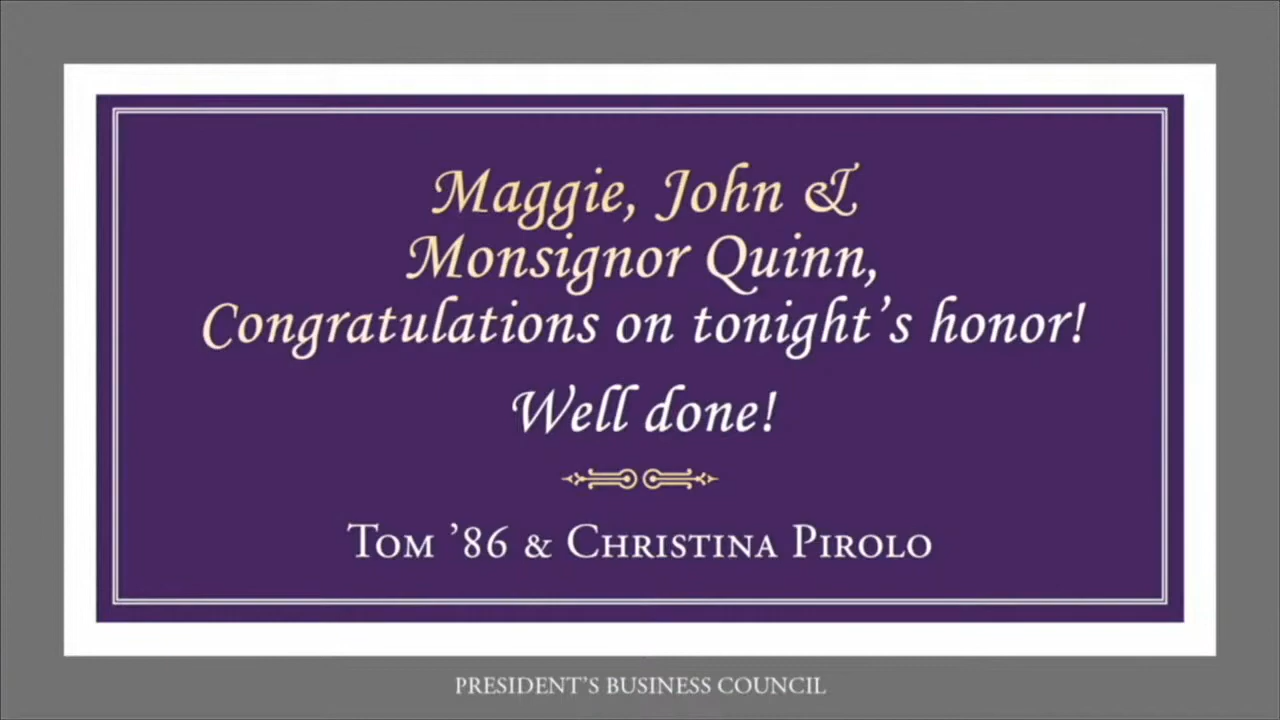 Maggie, John &
Monsignor Quinn,
Congratulations on tonight’s honor!
Well done!
Tom ’86 & Christina Pirolo
PRESIDENT’S BUSINESS COUNCIL